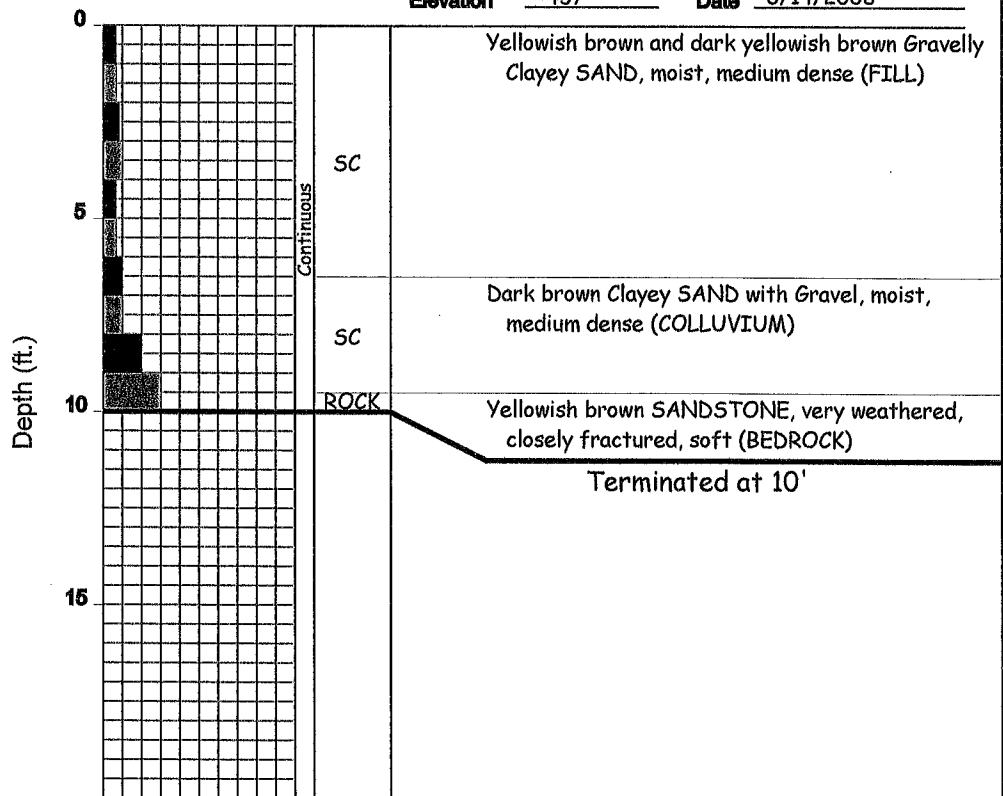 Elevation Date
0
Yellowish brown and dark yellowish brown Gravelly
Clayey SAND, moist, medium dense (FILL)
SC
5
Continuous
Dark brown Clayey SAND with Gravel, moist,
medium dense (COLLUVIUM)
SC
Depth (ft.)
ROCK
10
Yellowish brown SANDSTONE, very weathered,
closely fractured, soft (BEDROCK)
Terminated at 10'
15